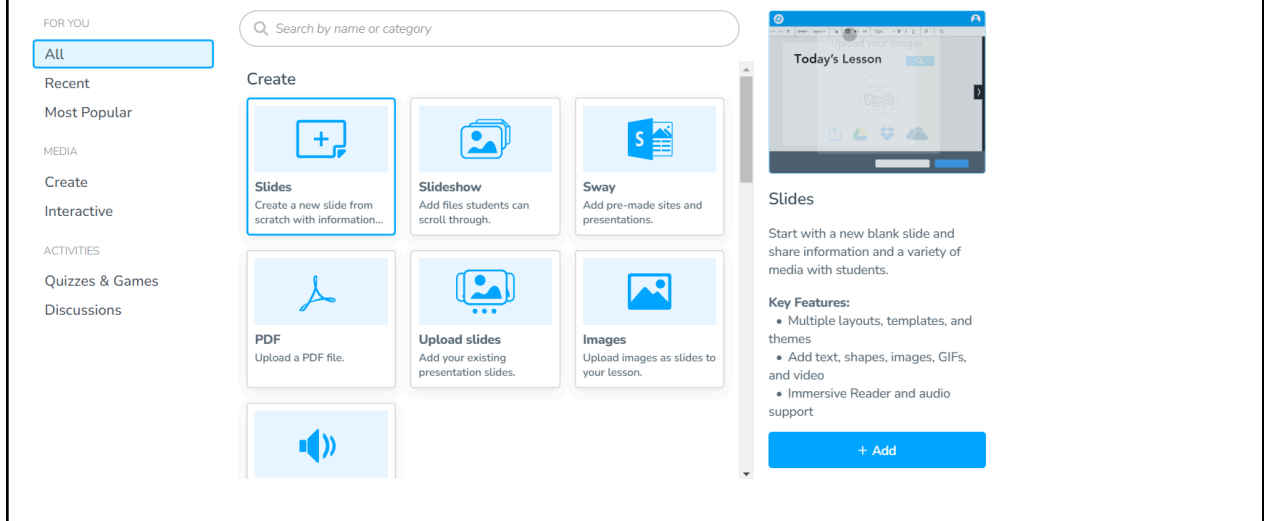 FOR YOU
All
Recent
Most Popular
MEDIA
Create
Interactive
ACTIVITIES
Quizzes & Games
Discussions
Search by name or category
Create
Slides
Create a new slide from
scratch with information...
Slideshow
Add files students can
scroll through.
S
Sway
Add pre-made sites and
presentations.
PDF
Upload a PDF file.
Upload slides
Add your existing
presentation slides.
Images
Upload images as slides to
your lesson.
Upload your images
Today's Lesson
Slides
Start with a new blank slide and
share information and a variety of
media with students.
Key Features:
• Multiple layouts, templates, and
themes
• Add text, shapes, images, GIFs,
and video
• Immersive Reader and audio
support
+ Add